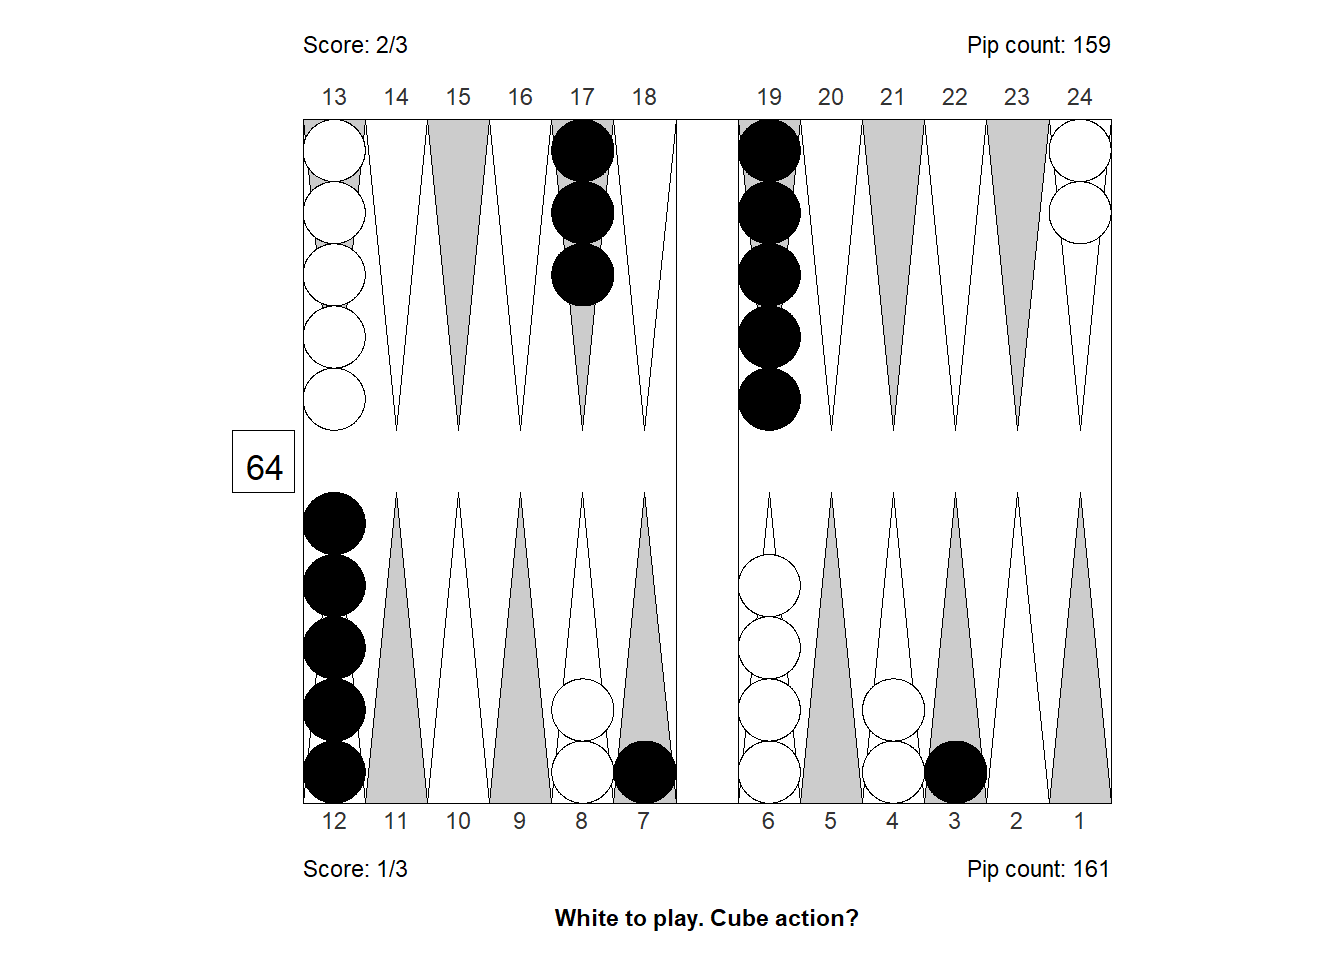 Score: 2/3 Pip count: 159
13 14 15 16 17 18 19 20 21 22 23 24
64
12 11 10 9 8 7 6 5 4 3 2 1
Score: 1/3 Pip count: 161
White to play. Cube action?